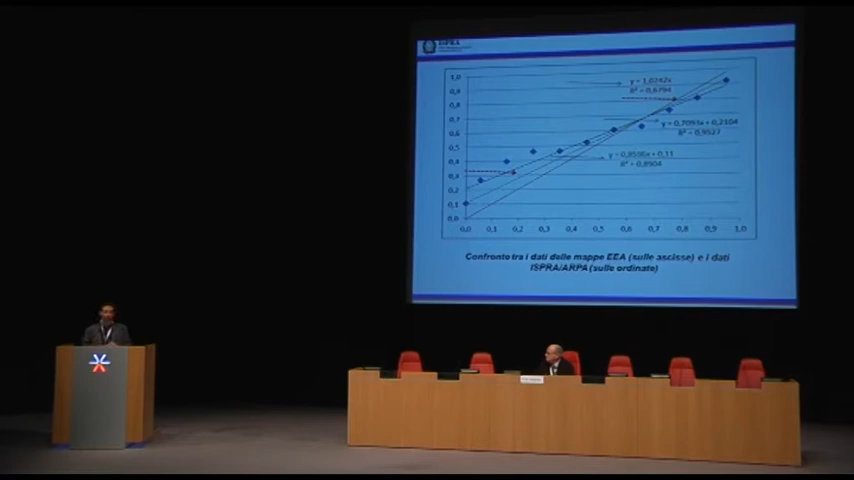 ISPRA
1,0
y = 1,0242x
R² = 0,6794
0,9
0,8
0,7
y = 0,7093x + 0,2104
R² = 0,9527
0,6
0,5
y = 0,8538x + 0,11
R² = 0,8904
0,4
0,3
0,2
0,1
0,0
0,0 0,1 0,2 0,3 0,4 0,5 0,6 0,7 0,8 0,9 1,0
Confronto tra i dati delle mappe EEA (sulle ascisse) e i dati
ISPRA/ARPA (sulle ordinate)